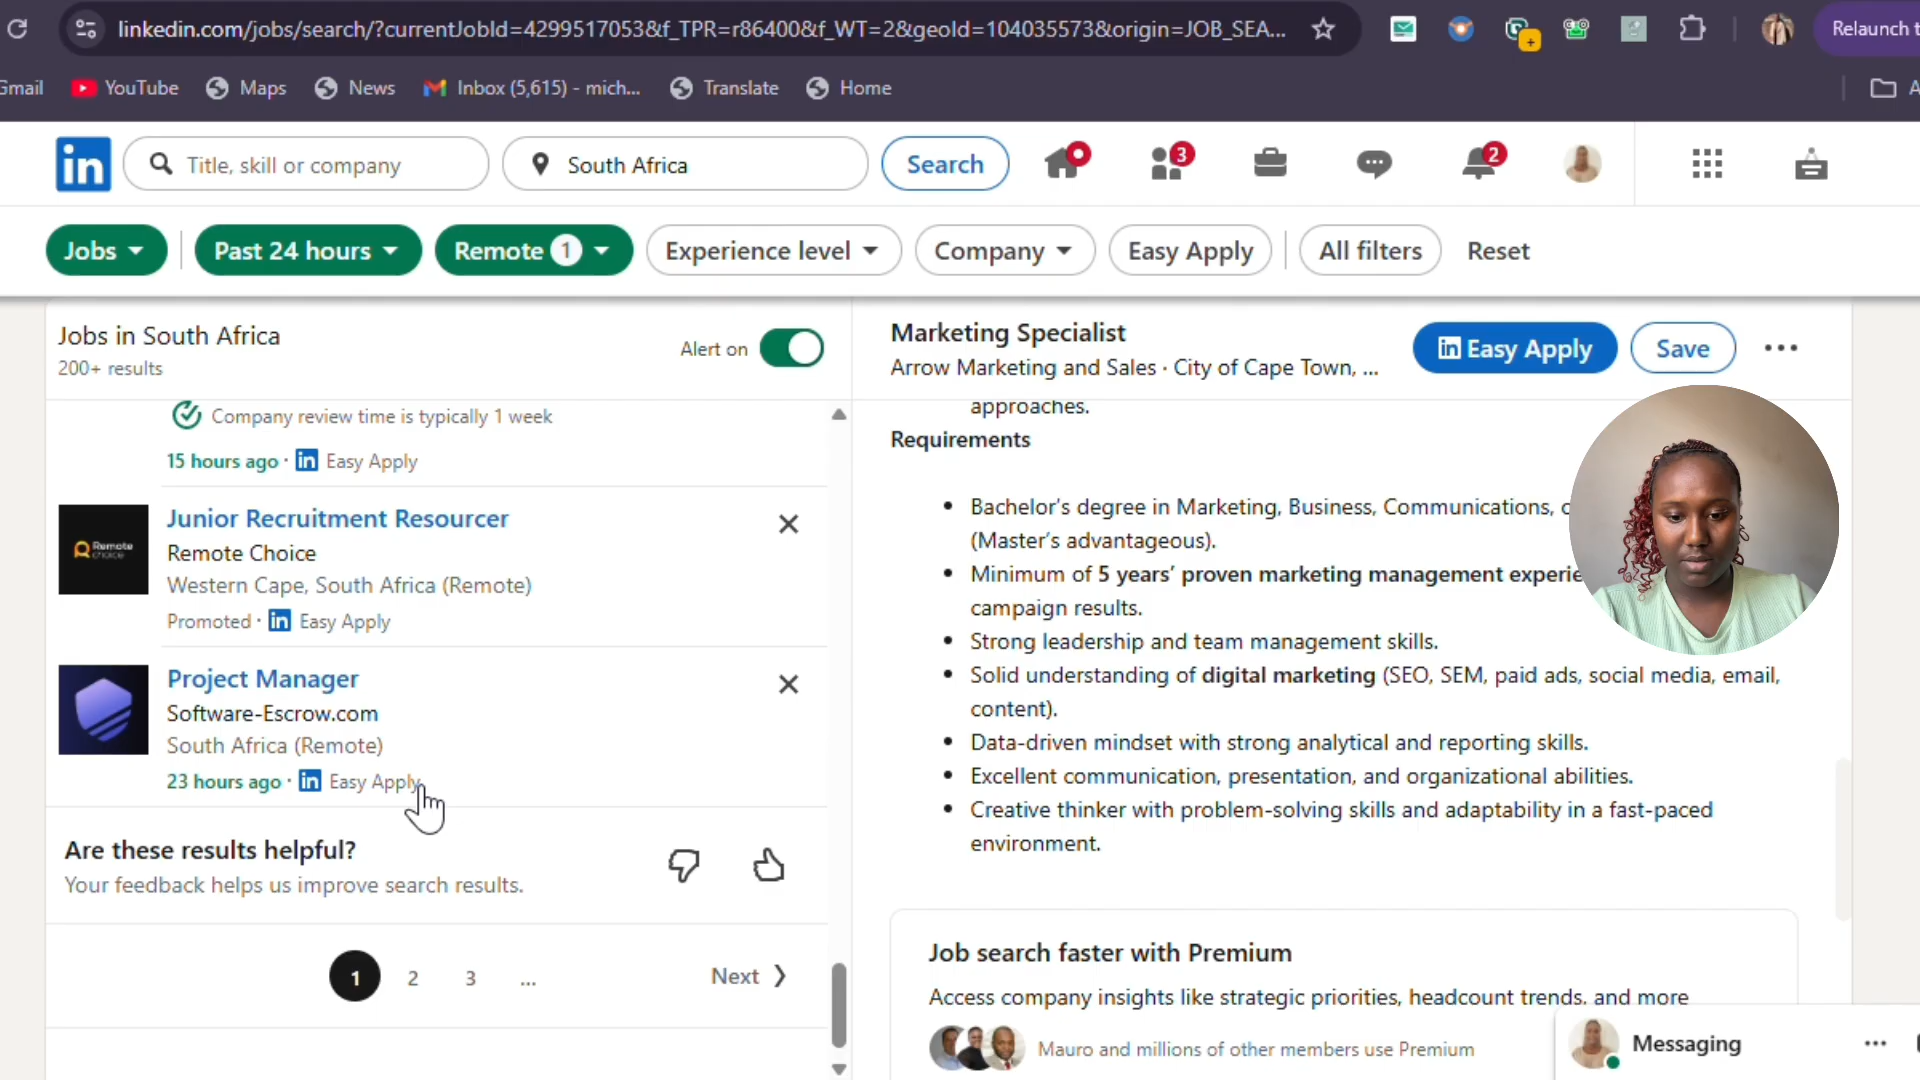 linkedin.com/jobs/search/?currentJobId=4299517053&f_TPR=r86400&f_WT=2&geoId=104035573&origin=JOB_SEA...
Relaunch t
Gmail
YouTube
Maps
News
Inbox (5,615) - mich...
Translate
Home
A
in
Title, skill or company
South Africa
Search
3
2
Jobs
Past 24 hours
Remote 1
Experience level
Company
Easy Apply
All filters
Reset
Jobs in South Africa
200+ results
Alert on
Company review time is typically 1 week
15 hours ago · in Easy Apply
Remote choice
Junior Recruitment Resourcer
Remote Choice
Western Cape, South Africa (Remote)
Promoted · in Easy Apply
Project Manager
Software-Escrow.com
South Africa (Remote)
23 hours ago · in Easy Apply
Are these results helpful?
Your feedback helps us improve search results.
1 2 3 ... Next
Marketing Specialist
Arrow Marketing and Sales · City of Cape Town, ...
in Easy Apply
Save
approaches.
Requirements
• Bachelor’s degree in Marketing, Business, Communications,
(Master’s advantageous).
• Minimum of 5 years’ proven marketing management
campaign results.
• Strong leadership and team management skills.
• Solid understanding of digital marketing (SEO, SEM, paid ads, social media, email,
content).
• Data-driven mindset with strong analytical and reporting skills.
• Excellent communication, presentation, and organizational abilities.
• Creative thinker with problem-solving skills and adaptability in a fast-paced
environment.
Job search faster with Premium
Access company insights like strategic priorities, headcount trends, and more
Mauro and millions of other members use Premium
Messaging